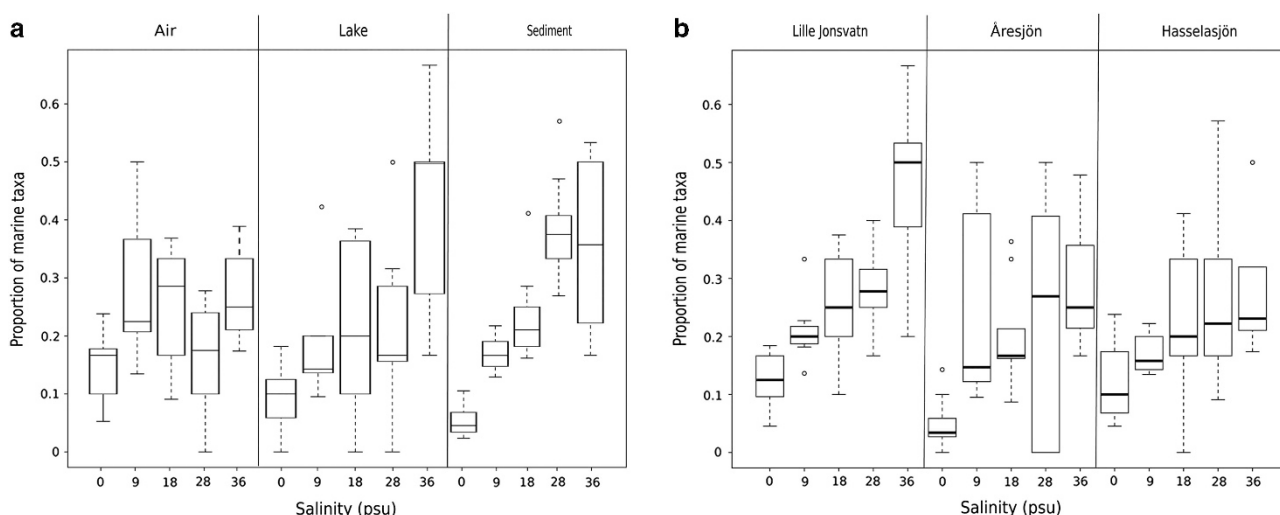 a
Air Lake Sediment
Proportion of marine taxa
0.6
0.5
0.4
0.3
0.2
0.1
0
0 9 18 28 36 0 9 18 28 36 0 9 18 28 36
Salinity (psu)
b
Lille Jonsvatn Åresjön Hasselasjön
Proportion of marine taxa
0.6
0.5
0.4
0.3
0.2
0.1
0
0 9 18 28 36 0 9 18 28 36 0 9 18 28 36
Salinity (psu)